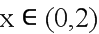 x ∈ (0,2)